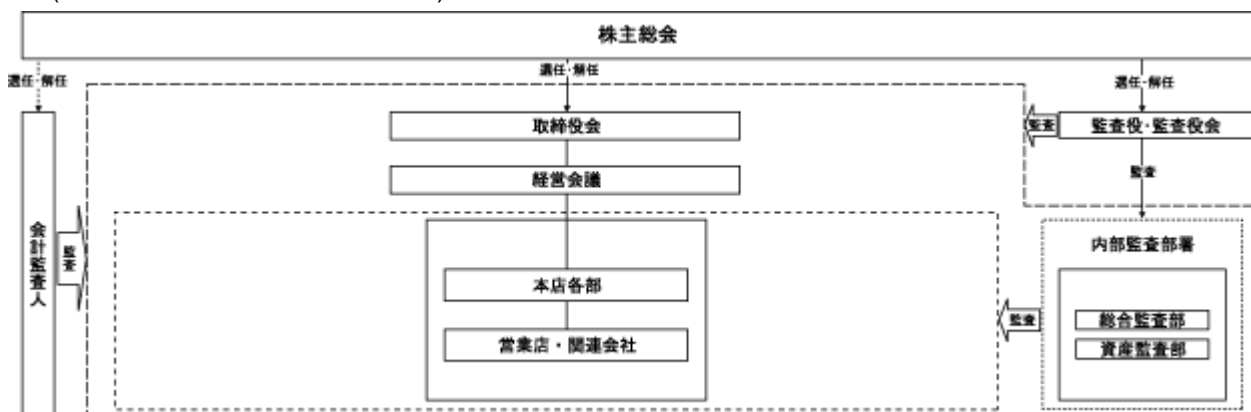 株主総会
選任・解任
選任・解任
選任・解任
取締役会
監査
監査役・監査役会
経営会議
監査
会計監査人
監査
内部監査部署
本店各部
監査
総合監査部
営業店・関連会社
資産監査部